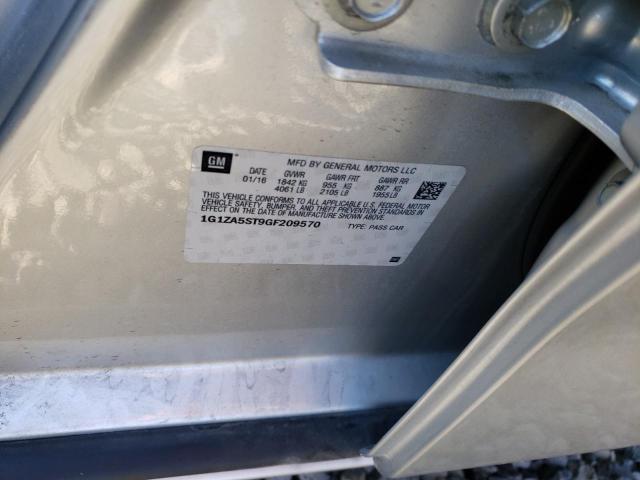 GM
MFD BY GENERAL MOTORS LLC
DATE GVWR GAWR FRT GAWR RR
01/16 1842 KG 955 KG 887 KG
4061 LB 2105 LB 1955 LB
THIS VEHICLE CONFORMS TO ALL APPLICABLE U.S. FEDERAL MOTOR
VEHICLE SAFETY, BUMPER, AND THEFT PREVENTION STANDARDS IN
EFFECT ON THE DATE OF MANUFACTURE SHOWN ABOVE.
1G1ZA5ST9GF209570 TYPE: PASS CAR